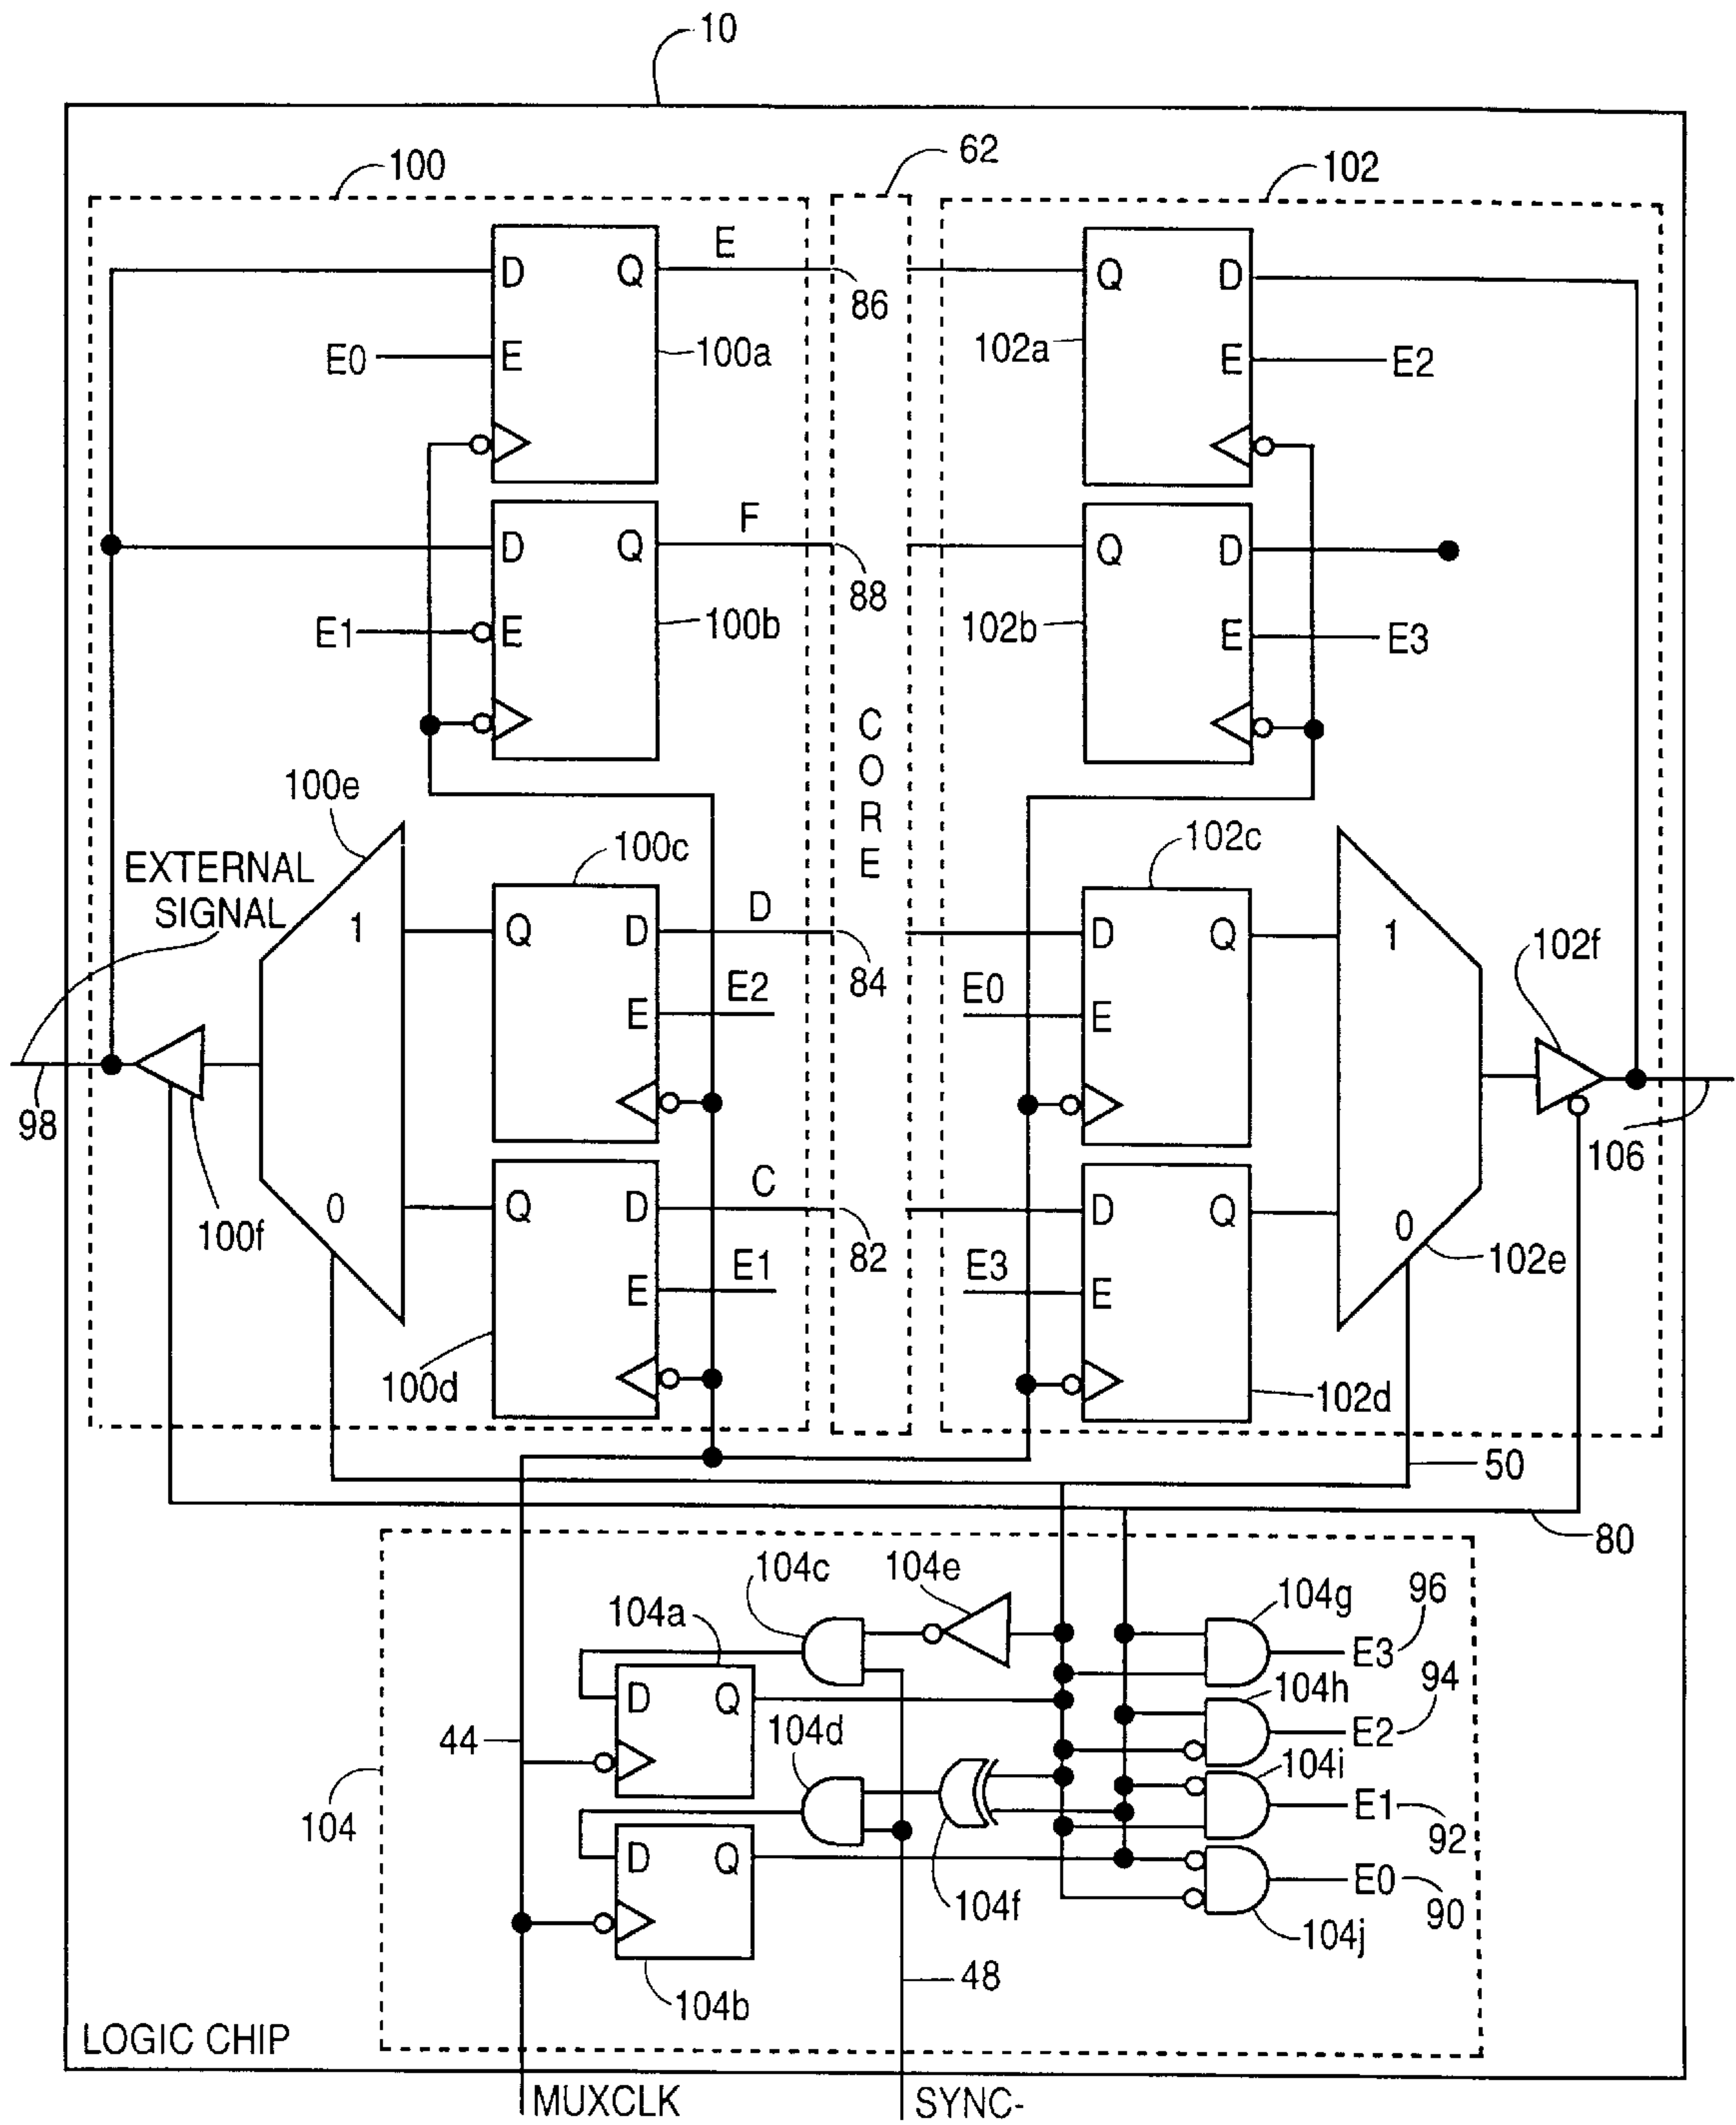 10
100
62
102
E
D Q
86
Q D
E0
E
100a
102a
E
E2
F
D Q
88
Q D
E1
E
100b
102b
E
E3
CORE
100e
100c
102c
EXTERNAL
SIGNAL
1
Q D
D
84
D Q
1
102f
E2
E
E0
E
98
100f
0
Q D
C
82
D Q
0
102e
106
E1
E
E3
E
100d
102d
50
80
104c
104e
104g
96
104a
E3
D Q
104h
94
44
104d
E2
104i
104
E1
92
D Q
E0
90
104f
104j
48
104b
LOGIC CHIP
MUXCLK
SYNC-